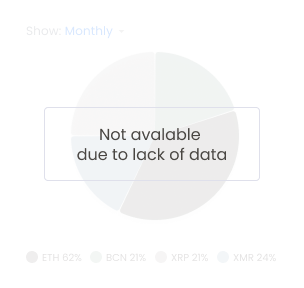 Show: Monthly
Not avalable
due to lack of data
ETH 62% BCN 21% XRP 21% XMR 24%